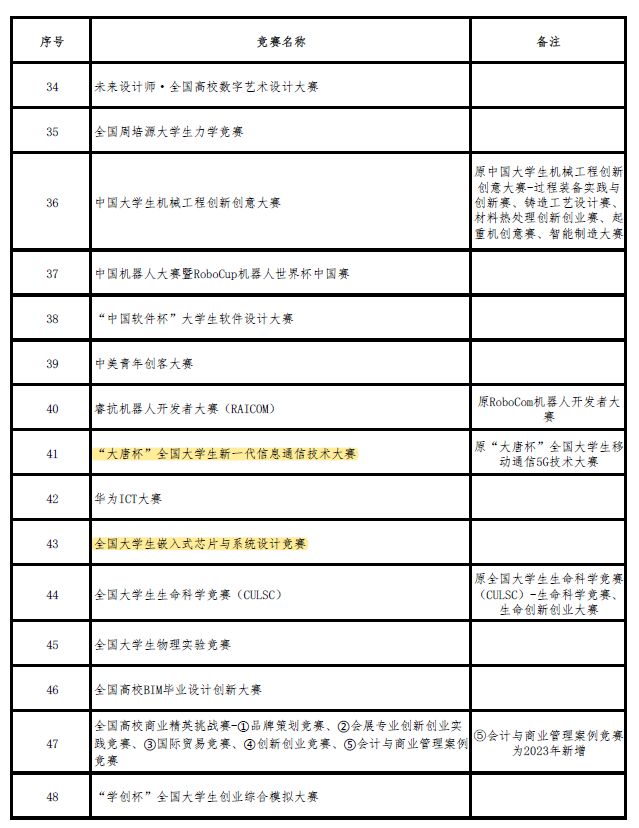 序号 竞赛名称 备注
34 未来设计师·全国高校数字艺术设计大赛
35 全国周培源大学生力学竞赛
36 中国大学生机械工程创新创意大赛 原中国大学生机械工程创新
创意大赛-过程装备实践与
创新赛、铸造工艺设计赛、
材料热处理创新创业赛、起
重机创意赛、智能制造大赛
37 中国机器人大赛暨RoboCup机器人世界杯中国赛
38 “中国软件杯”大学生软件设计大赛
39 中美青年创客大赛
40 睿抗机器人开发者大赛（RAICOM） 原RoboCom机器人开发者大
赛
41 “大唐杯”全国大学生新一代信息通信技术大赛 原“大唐杯”全国大学生移
动通信5G技术大赛
42 华为ICT大赛
43 全国大学生嵌入式芯片与系统设计竞赛
44 全国大学生生命科学竞赛（CULSC） 原全国大学生生命科学竞赛
（CULSC）-生命科学竞赛、
生命创新创业大赛
45 全国大学生物理实验竞赛
46 全国高校BIM毕业设计创新大赛
47 全国高校商业精英挑战赛-①品牌策划竞赛、②会展专业创新创业实
践竞赛、③国际贸易竞赛、④创新创业竞赛、⑤会计与商业管理案例
竞赛 ⑤会计与商业管理案例竞赛
为2023年新增
48 “学创杯”全国大学生创业综合模拟大赛